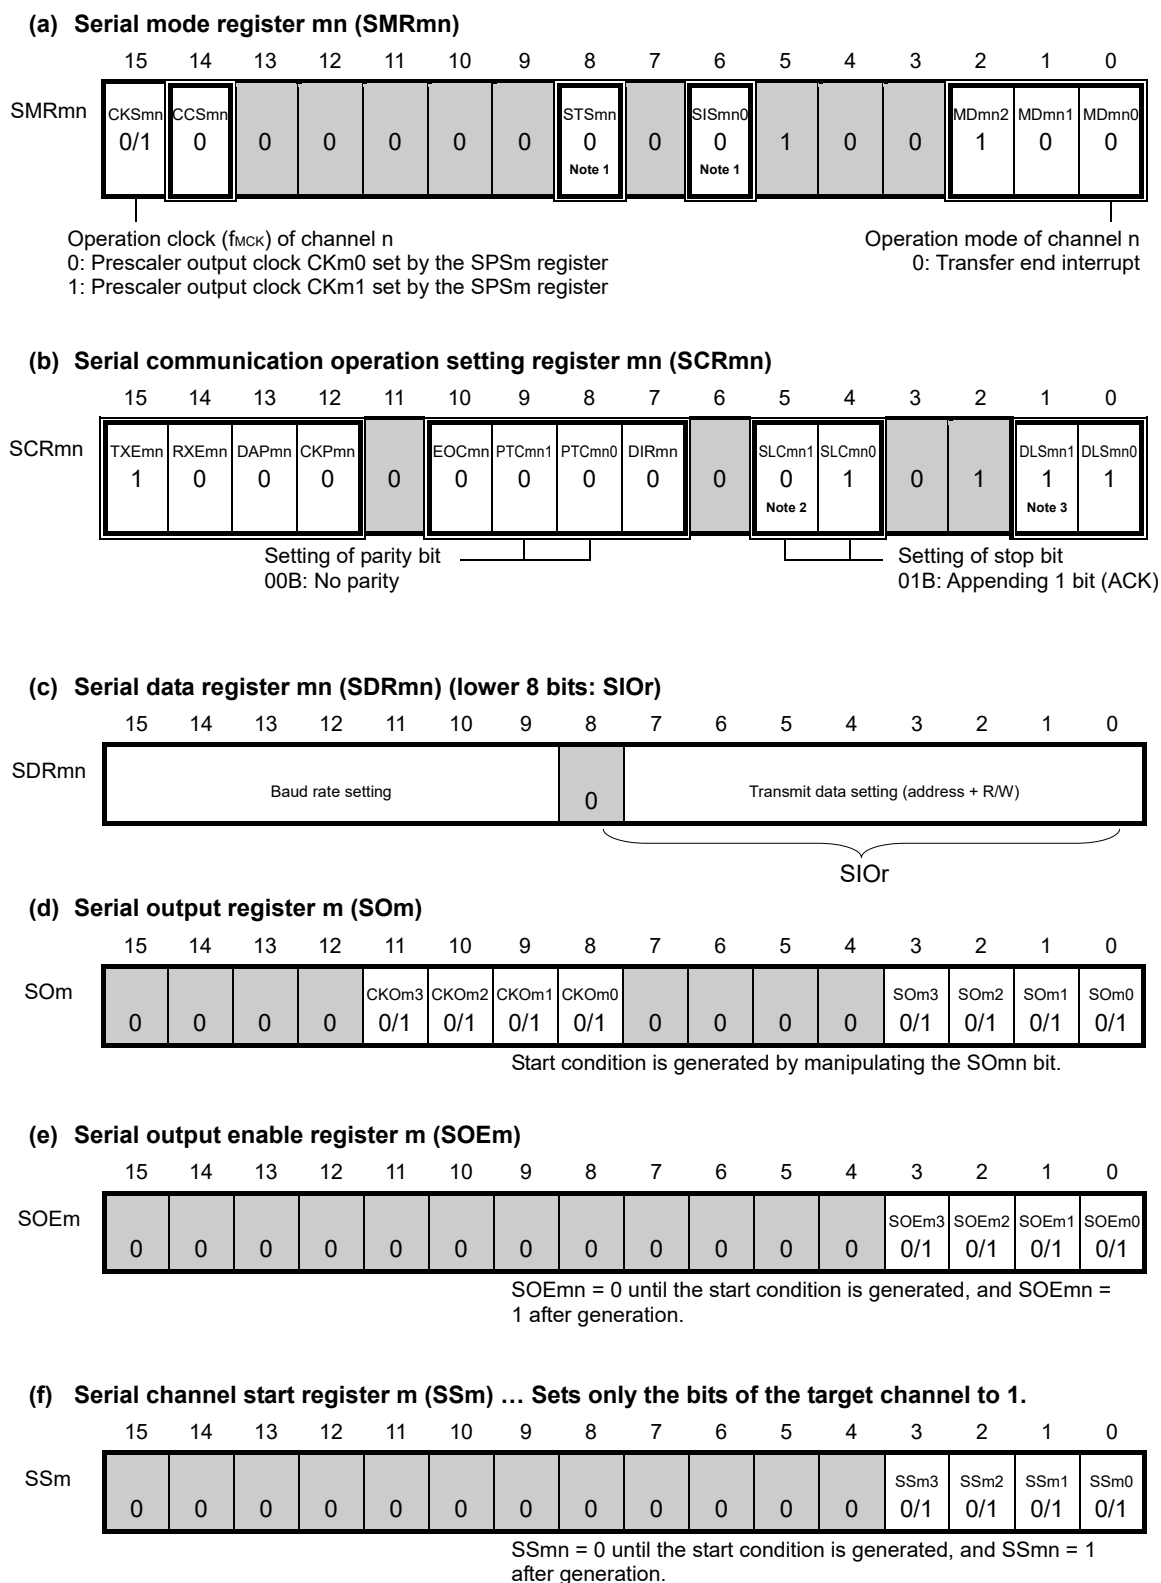 (a) Serial mode register mn (SMRmn)
15 14 13 12 11 10 9 8 7 6 5 4 3 2 1 0
SMRmn
CKSmn CCSmn STSmn SISmn0 MDmn2 MDmn1 MDmn0
0/1 0 0 0 0 0 0 0 0 0 1 0 0 1 0 0
Note 1 Note 1
Operation clock (fMCK) of channel n
0: Prescaler output clock CKm0 set by the SPSm register
1: Prescaler output clock CKm1 set by the SPSm register
Operation mode of channel n
0: Transfer end interrupt
(b) Serial communication operation setting register mn (SCRmn)
15 14 13 12 11 10 9 8 7 6 5 4 3 2 1 0
SCRmn
TXEmn RXEmn DAPmn CKPmn EOCmn PTCmn1 PTCmn0 DIRmn SLCmn1 SLCmn0 DLSmn1 DLSmn0
1 0 0 0 0 0 0 0 0 0 0 1 0 1 1 1
Note 2 Note 3
Setting of parity bit
00B: No parity
Setting of stop bit
01B: Appending 1 bit (ACK)
(c) Serial data register mn (SDRmn) (lower 8 bits: SIOr)
15 14 13 12 11 10 9 8 7 6 5 4 3 2 1 0
SDRmn
Baud rate setting 0 Transmit data setting (address + R/W)
SIOr
(d) Serial output register m (SOm)
15 14 13 12 11 10 9 8 7 6 5 4 3 2 1 0
SOm
CKOm3 CKOm2 CKOm1 CKOm0 SOm3 SOm2 SOm1 SOm0
0 0 0 0 0/1 0/1 0/1 0/1 0 0 0 0 0/1 0/1 0/1 0/1
Start condition is generated by manipulating the SOmn bit.
(e) Serial output enable register m (SOEm)
15 14 13 12 11 10 9 8 7 6 5 4 3 2 1 0
SOEm
SOEm3 SOEm2 SOEm1 SOEm0
0 0 0 0 0 0 0 0 0 0 0 0 0/1 0/1 0/1 0/1
SOEmn = 0 until the start condition is generated, and SOEmn =
1 after generation.
(f) Serial channel start register m (SSm) … Sets only the bits of the target channel to 1.
15 14 13 12 11 10 9 8 7 6 5 4 3 2 1 0
SSm
SSm3 SSm2 SSm1 SSm0
0 0 0 0 0 0 0 0 0 0 0 0 0/1 0/1 0/1 0/1
SSmn = 0 until the start condition is generated, and SSmn = 1
after generation.